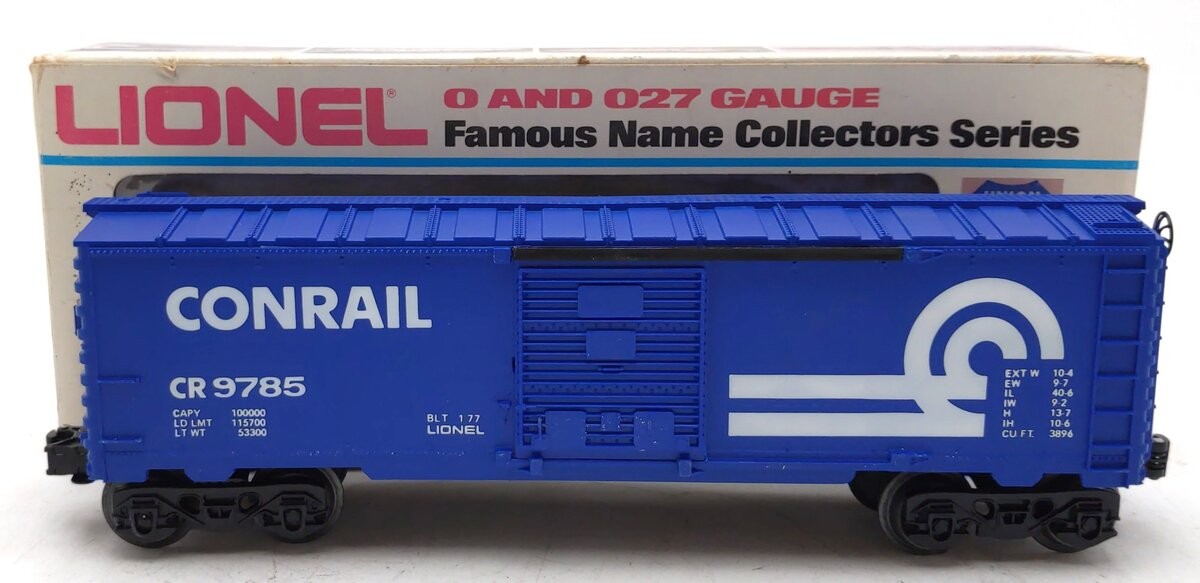 LIONEL®
O AND O27 GAUGE
Famous Name Collectors Series
UNION
CONRAIL
CR 9785
CAPY 100000
LD LMT 115700
LT WT 53300
BLT 1 77
LIONEL
EXT W 10-4
EW 9-7
IL 40-6
IW 9-2
H 13-7
IH 10-6
CU FT. 3896